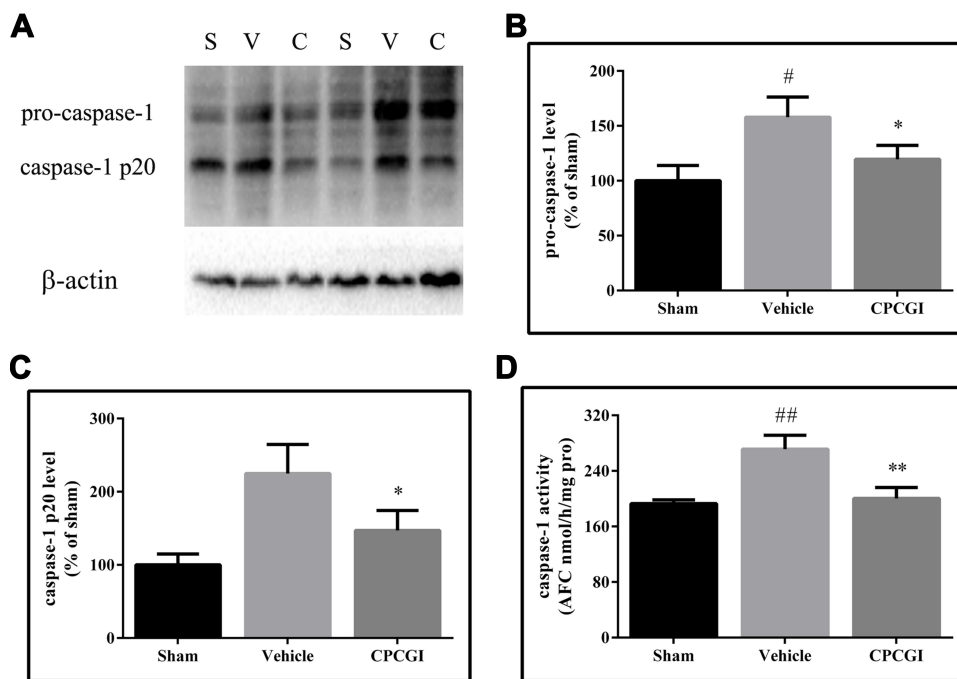 A
S V C S V C
pro-caspase-1
caspase-1 p20
β-actin
B
pro-caspase-1 level
(% of sham)
200
150
100
50
0
#
*
Sham Vehicle CPCGI
C
caspase-1 p20 level
(% of sham)
300
200
100
0
*
Sham Vehicle CPCGI
D
caspase-1 activity
(AFC nmol/h/mg pro)
320
240
160
80
0
##
**
Sham Vehicle CPCGI